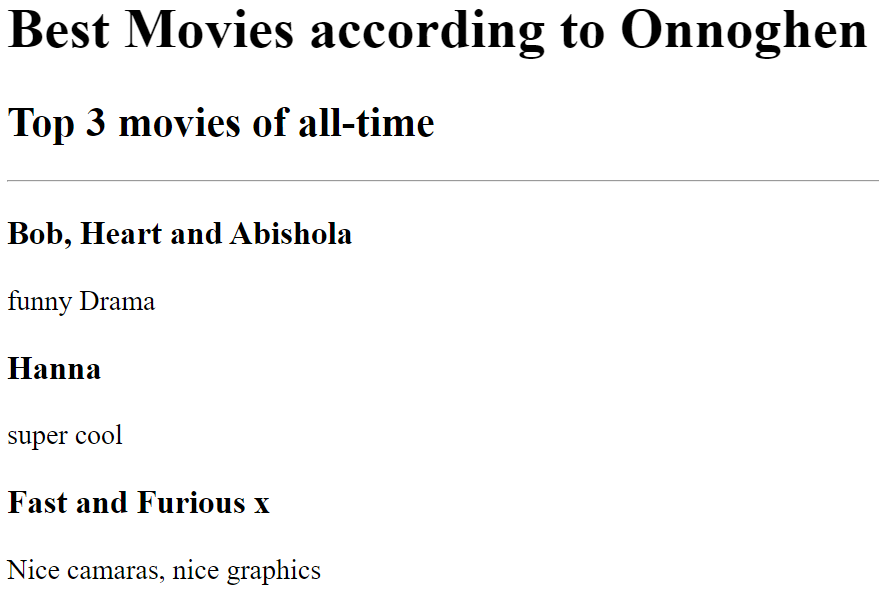 Best Movies according to Onnoghen
Top 3 movies of all-time
Bob, Heart and Abishola
funny Drama
Hanna
super cool
Fast and Furious x
Nice camaras, nice graphics